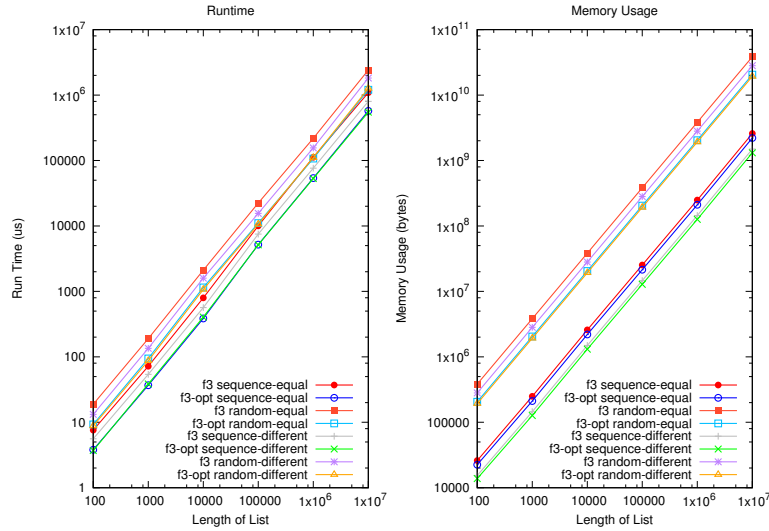 Runtime
Run Time (us)
1x10^7
1x10^6
100000
10000
1000
100
10
1
f3 sequence-equal
f3-opt sequence-equal
f3 random-equal
f3-opt random-equal
f3 sequence-different
f3-opt sequence-different
f3 random-different
f3-opt random-different
100 1000 10000 100000 1x10^6 1x10^7
Length of List
Memory Usage
Memory Usage (bytes)
1x10^11
1x10^10
1x10^9
1x10^8
1x10^7
1x10^6
100000
10000
f3 sequence-equal
f3-opt sequence-equal
f3 random-equal
f3-opt random-equal
f3 sequence-different
f3-opt sequence-different
f3 random-different
f3-opt random-different
100 1000 10000 100000 1x10^6 1x10^7
Length of List